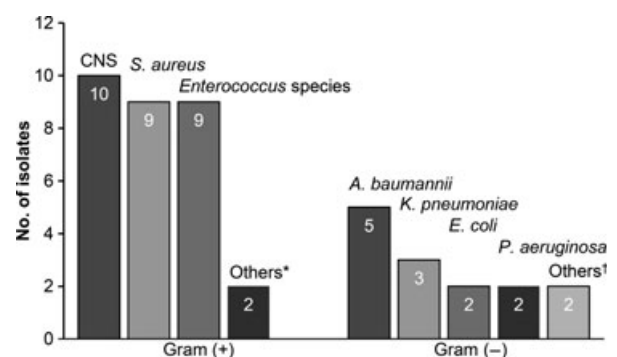 12
10
8
6
4
2
0
No. of isolates
CNS
S. aureus
Enterococcus species
Others*
10
9
9
2
A. baumannii
K. pneumoniae
E. coli
P. aeruginosa
Others†
5
3
2
2
2
Gram (+)
Gram (–)